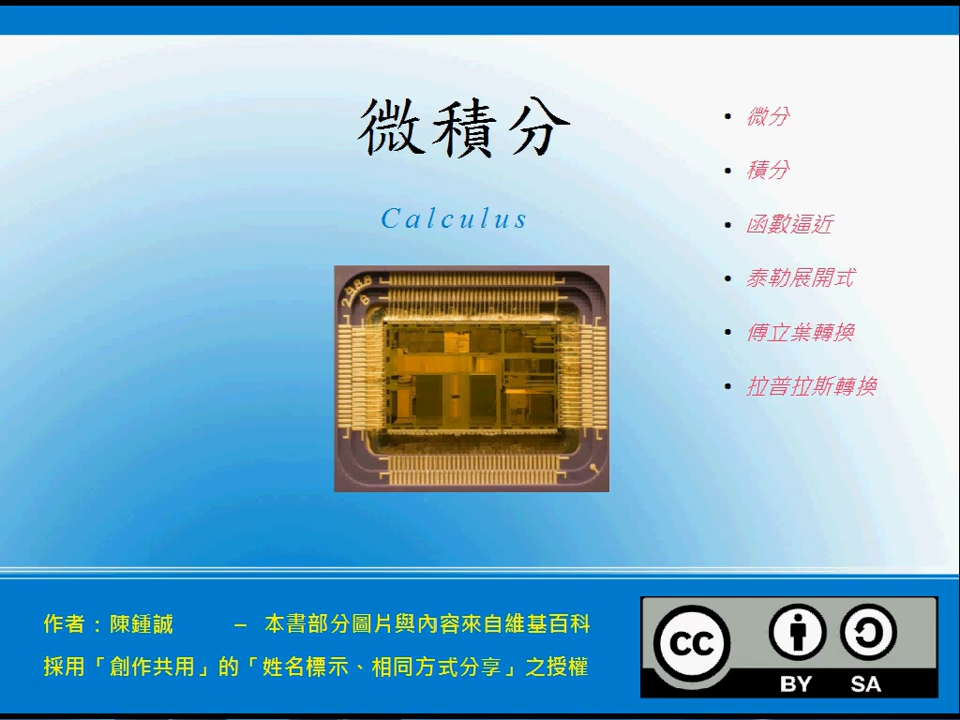 微積分
Calculus
微分
積分
函數逼近
泰勒展開式
傅立葉轉換
拉普拉斯轉換
作者：陳鍾誠 – 本書部分圖片與內容來自維基百科
採用「創作共用」的「姓名標示、相同方式分享」之授權
cc
BY SA